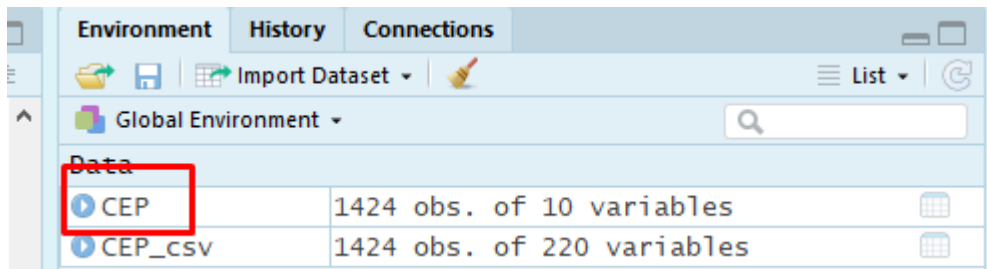 Environment History Connections
Import Dataset List
Global Environment
Data
CEP 1424 obs. of 10 variables
CEP_csv 1424 obs. of 220 variables